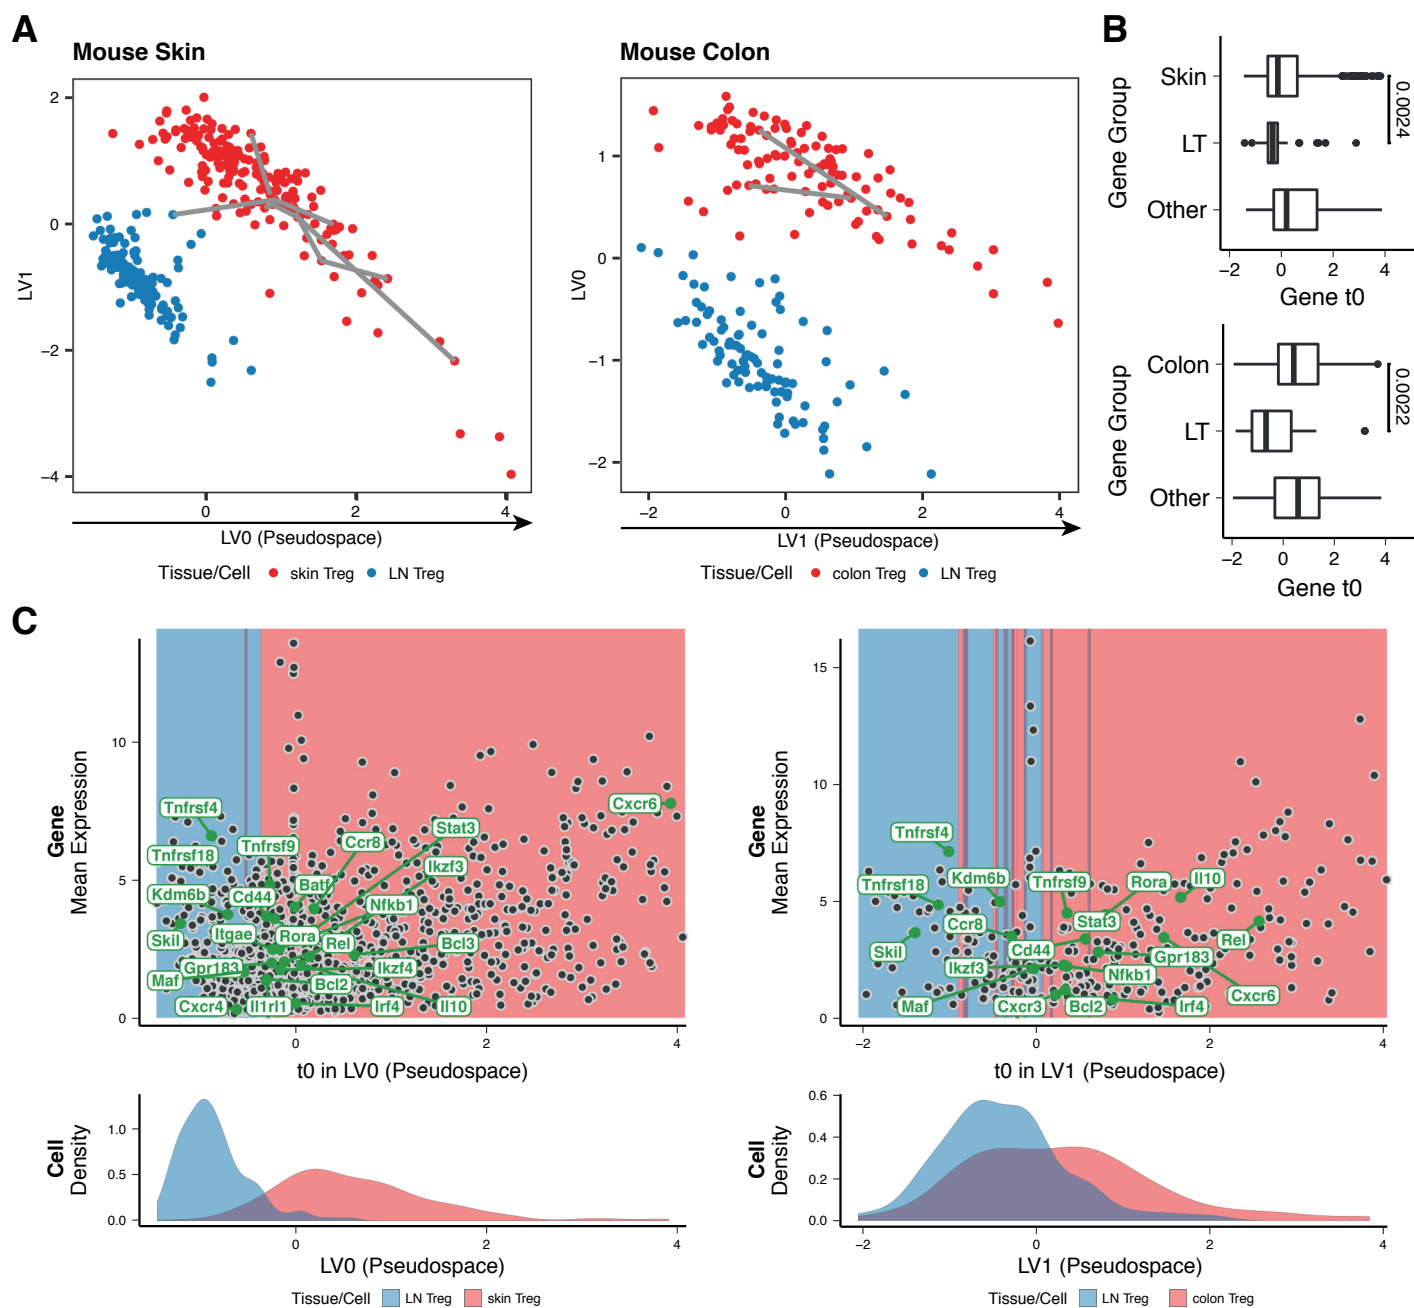 A
Mouse Skin
2
0
−2
−4
LV1
0
2
4
LV0 (Pseudospace)
Tissue/Cell
skin Treg
LN Treg
Mouse Colon
1
0
−1
−2
LV0
−2
0
2
4
LV1 (Pseudospace)
Tissue/Cell
colon Treg
LN Treg
B
Gene Group
Skin
LT
Other
0.0024
−2
0
2
4
Gene t0
Gene Group
Colon
LT
Other
0.0022
−2
0
2
4
Gene t0
C
Gene
Mean Expression
10
5
0
Tnfrsf4
Cxcr6
Stat3
Tnfrsf9
Ccr8
Tnfrsf18
Ikzf3
Batf
Kdm6b
Cd44
Nfkb1
Itgae
Rora
Skil
Rel
Bcl3
Gpr183
Ikzf4
Maf
Bcl2
Cxcr4
Il1rl1
Irf4
Il10
0
2
4
t0 in LV0 (Pseudospace)
Cell
Density
1.0
0.5
0.0
0
2
4
LV0 (Pseudospace)
Tissue/Cell
LN Treg
skin Treg
15
10
5
0
Gene
Mean Expression
Tnfrsf4
Kdm6b
Il10
Tnfrsf18
Tnfrsf9
Rora
Ccr8
Stat3
Rel
Skil
Cd44
Gpr183
Ikzf3
Nfkb1
Cxcr6
Maf
Cxcr3
Bcl2
Irf4
−2
0
2
4
t0 in LV1 (Pseudospace)
Cell
Density
0.6
0.4
0.2
0.0
−2
0
2
4
LV1 (Pseudospace)
Tissue/Cell
LN Treg
colon Treg